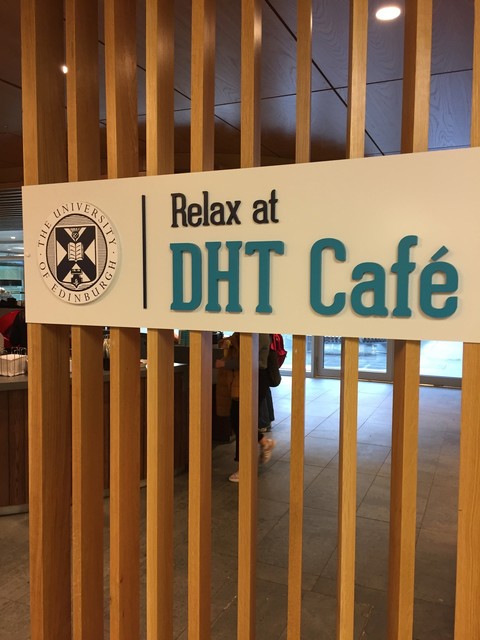 THE UNIVERSITY
OF EDINBURGH
Relax at
DHT Café